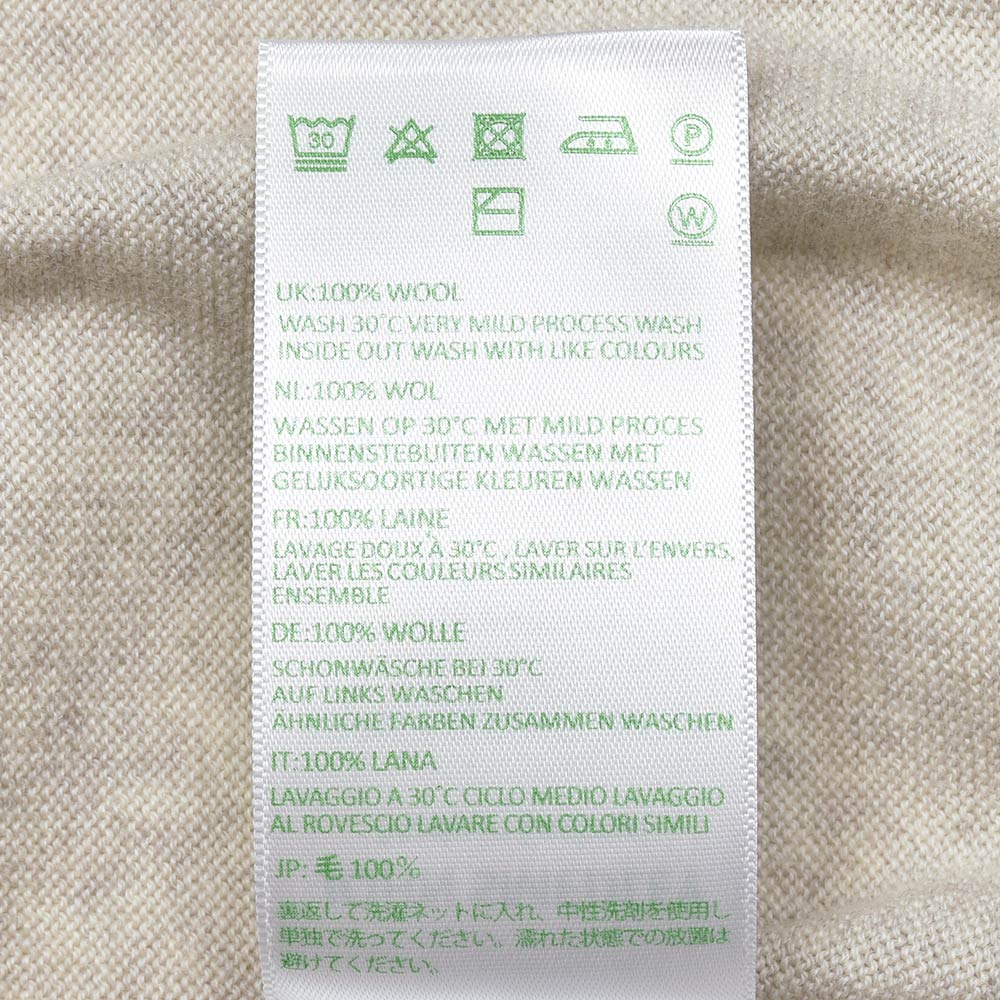 30
P
W
UK:100% WOOL
WASH 30°C VERY MILD PROCESS WASH
INSIDE OUT WASH WITH LIKE COLOURS
NL:100% WOL
WASSEN OP 30°C MET MILD PROCES
BINNENSTEBUITEN WASSEN MET
GELIJKSOORTIGE KLEUREN WASSEN
FR:100% LAINE
LAVAGE DOUX À 30°C , LAVER SUR L'ENVERS,
LAVER LES COULEURS SIMILAIRES
ENSEMBLE
DE:100% WOLLE
SCHONWÄSCHE BEI 30°C
AUF LINKS WASCHEN
ÄHNLICHE FARBEN ZUSAMMEN WASCHEN
IT:100% LANA
LAVAGGIO A 30°C CICLO MEDIO LAVAGGIO
AL ROVESCIO LAVARE CON COLORI SIMILI
JP: 毛 100%
裏返して洗濯ネットに入れ、中性洗剤を使用し
単独で洗ってください。濡れた状態での放置は
避けてください。